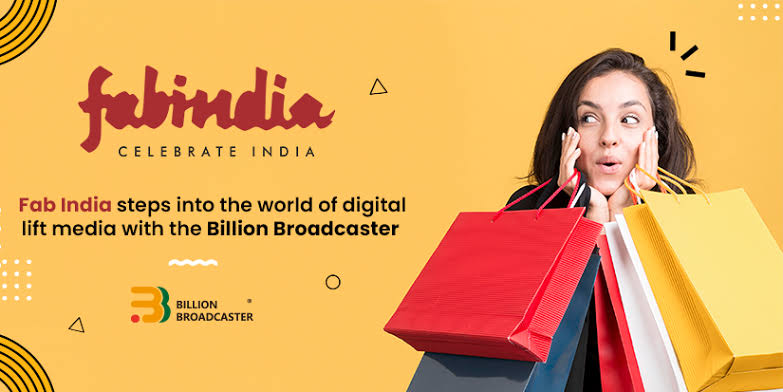 fabindia
CELEBRATE INDIA
Fab India steps into the world of digital
lift media with the Billion Broadcaster
BILLION ®
BROADCASTER